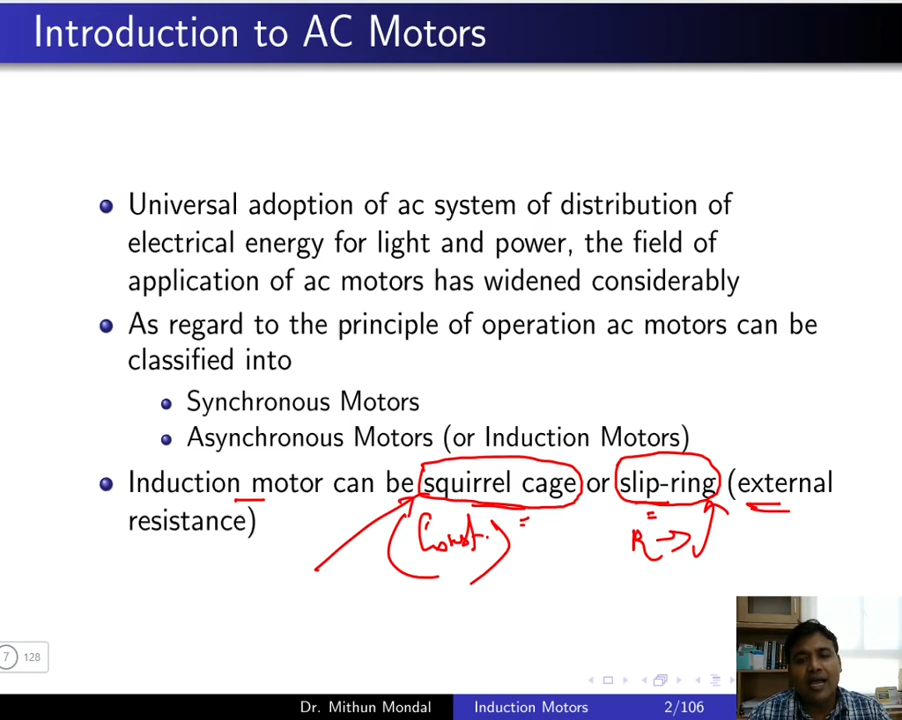 Introduction to AC Motors
Universal adoption of ac system of distribution of
electrical energy for light and power, the field of
application of ac motors has widened considerably
As regard to the principle of operation ac motors can be
classified into
Synchronous Motors
Asynchronous Motors (or Induction Motors)
Induction motor can be squirrel cage or slip-ring (external
resistance)
(Const.)
R →
7 128
Dr. Mithun Mondal Induction Motors 2/106